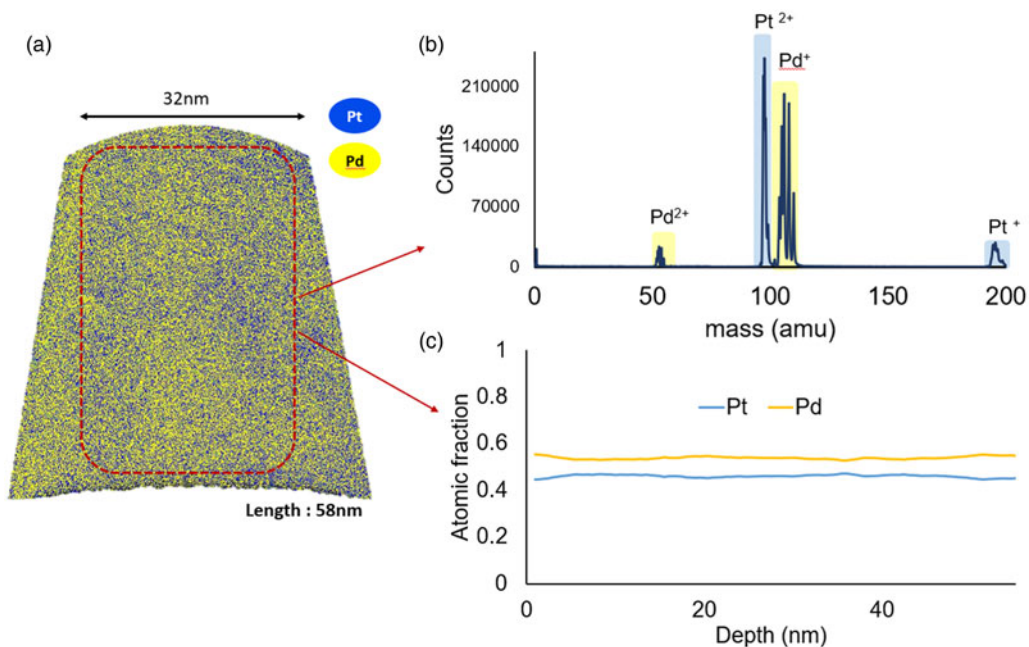 (a)
32nm
Pt
Pd
Length : 58nm
(b)
Pt 2+
Pd+
210000
140000
70000
0
Counts
Pd2+
Pt +
0 50 100 150 200
mass (amu)
(c)
1
0.8
0.6
0.4
0.2
0
Atomic fraction
Pt Pd
0 20 40
Depth (nm)